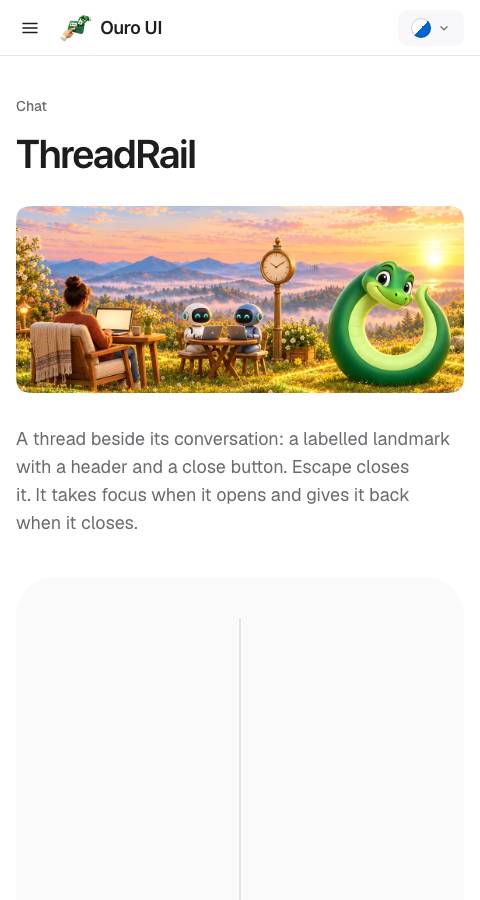 Ouro UI
Chat
ThreadRail
A thread beside its conversation: a labelled landmark
with a header and a close button. Escape closes
it. It takes focus when it opens and gives it back
when it closes.